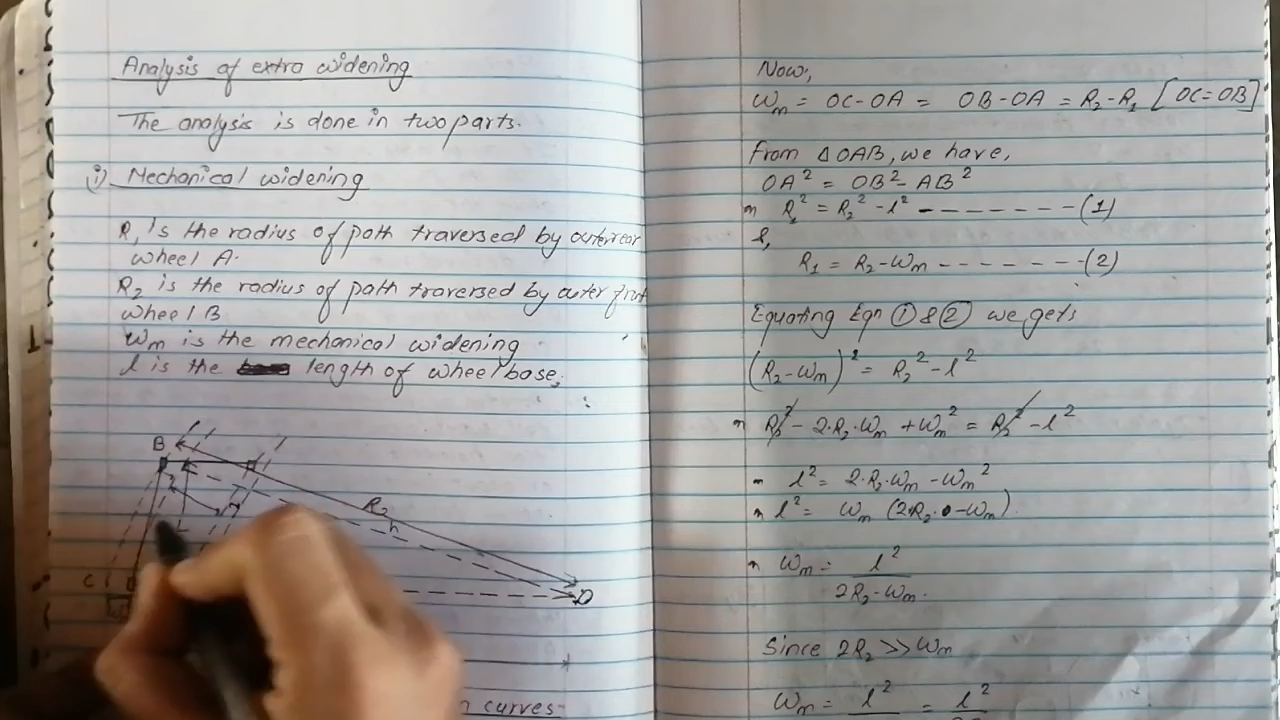 Analysis of extra widening
The analysis is done in two parts.
(i) Mechanical widening
R₁ is the radius of path traversed by outer rear
wheel A.
R₂ is the radius of path traversed by outer front
wheel B
Wm is the mechanical widening
l is the length of wheel base.
B
R₂
C
O
curves
Now,
Wm = OC-OA = OB-OA = R₂-R₁ [OC=OB]
From ΔOAB, we have,
OA² = OB²- AB²
R₁² = R₂² - l² - - - - - - - - (1)
&,
R₁ = R₂-Wm - - - - - - - -(2)
Equating Eqn ① & ② we gets
(R₂-Wm)² = R₂² - l²
R₂² - 2.R₂.Wm + Wm² = R₂² - l²
l² = 2.R₂.Wm - Wm²
l² = Wm (2R₂ - Wm)
Wm = l²
2R₂-Wm.
Since 2R₂ >> Wm
Wm = l² = l²